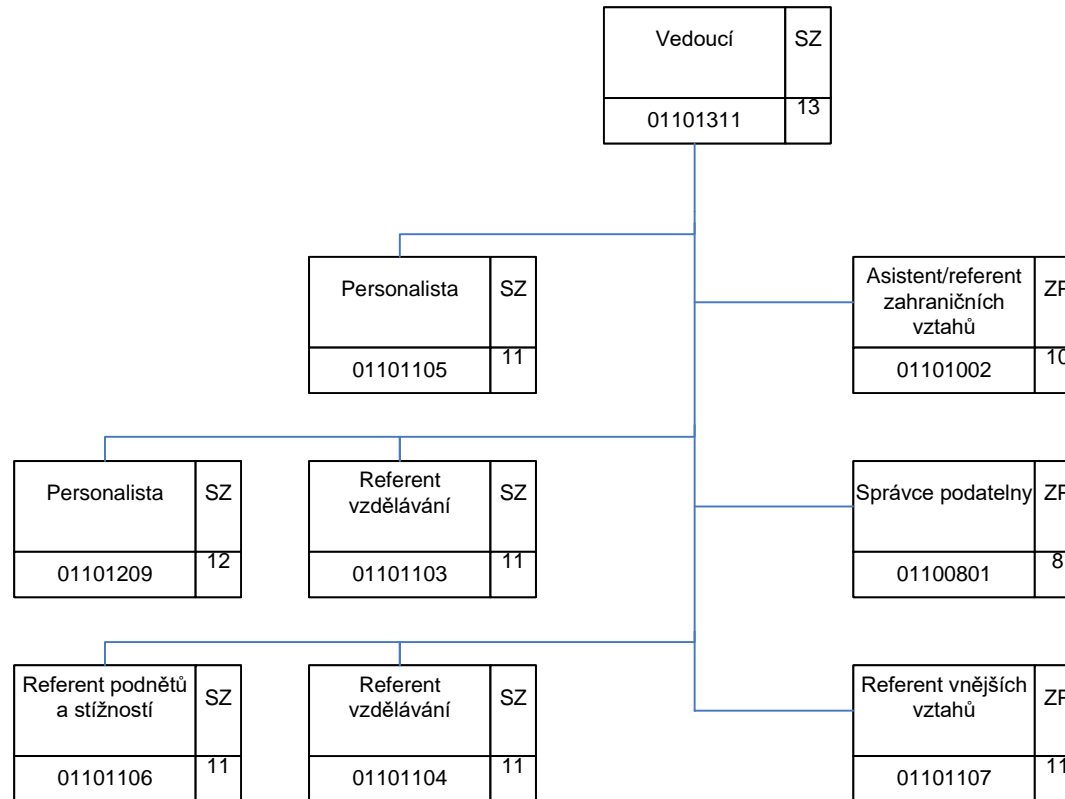 Vedoucí
SZ
01101311
13
Personalista
SZ
01101105
11
Asistent/referent
zahraničních
vztahů
01101002
10
Personalista
SZ
01101209
12
Referent
vzdělávání
SZ
01101103
11
Správce podatelny
01100801
8
Referent podnětů
a stížností
SZ
01101106
11
Referent
vzdělávání
SZ
01101104
11
Referent vnějších
vztahů
01101107
11